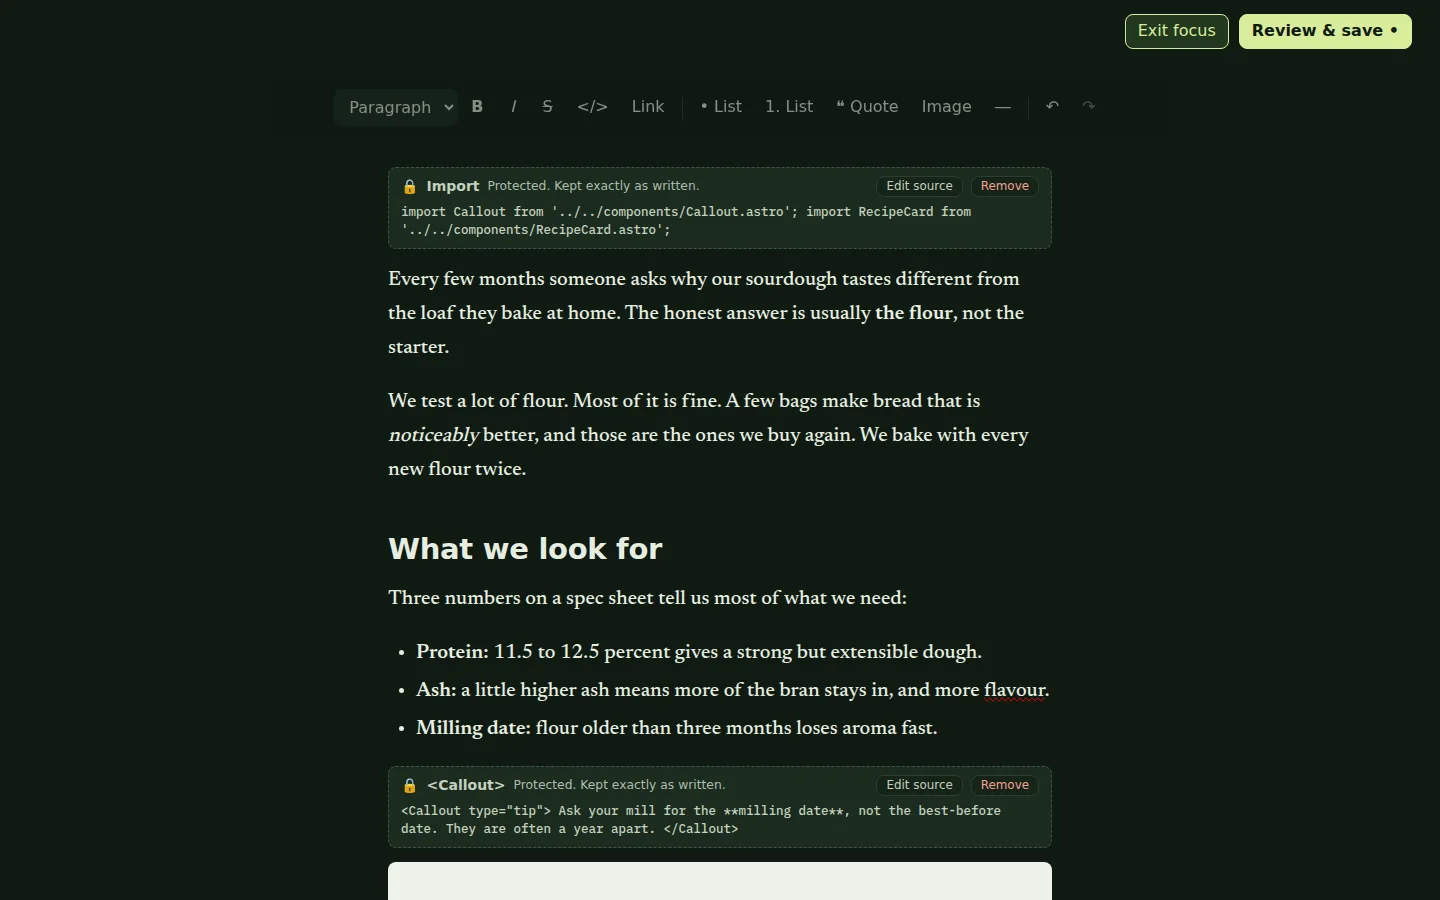 Exit focus
Review & save •
Paragraph B I S </> Link • List 1. List ❝ Quote Image — ↶ ↷
🔒 Import Protected. Kept exactly as written. Edit source Remove
import Callout from '../../components/Callout.astro'; import RecipeCard from
'../../components/RecipeCard.astro';
Every few months someone asks why our sourdough tastes different from
the loaf they bake at home. The honest answer is usually the flour, not the
starter.
We test a lot of flour. Most of it is fine. A few bags make bread that is
noticeably better, and those are the ones we buy again. We bake with every
new flour twice.
What we look for
Three numbers on a spec sheet tell us most of what we need:
• Protein: 11.5 to 12.5 percent gives a strong but extensible dough.
• Ash: a little higher ash means more of the bran stays in, and more flavour.
• Milling date: flour older than three months loses aroma fast.
🔒 <Callout> Protected. Kept exactly as written. Edit source Remove
<Callout type="tip"> Ask your mill for the **milling date**, not the best-before
date. They are often a year apart. </Callout>